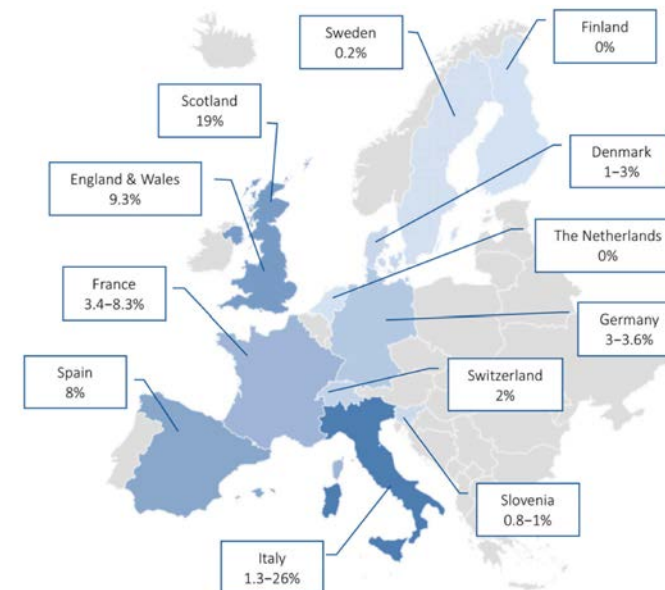 Sweden
0.2%
Finland
0%
Scotland
19%
Denmark
1–3%
England & Wales
9.3%
The Netherlands
0%
France
3.4–8.3%
Germany
3–3.6%
Spain
8%
Switzerland
2%
Slovenia
0.8–1%
Italy
1.3–26%